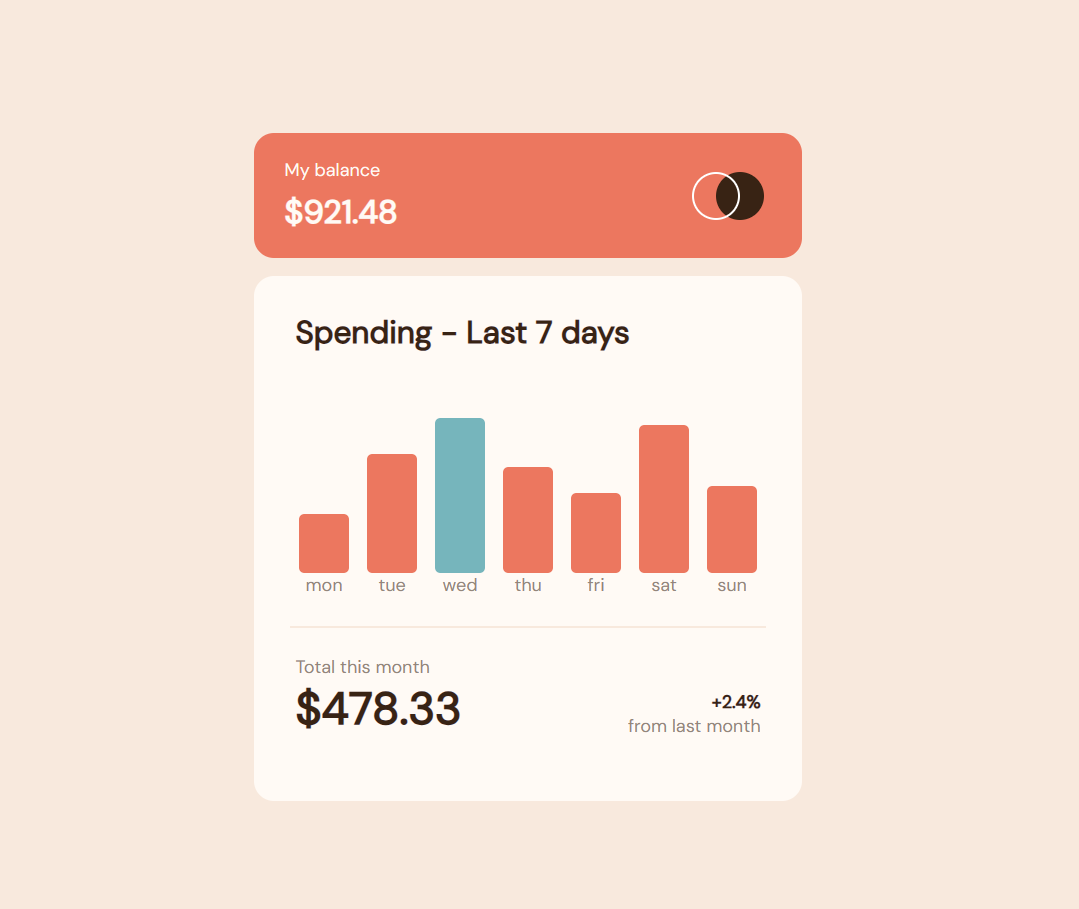 My balance
$921.48
Spending - Last 7 days
mon tue wed thu fri sat sun
Total this month
$478.33
+2.4%
from last month